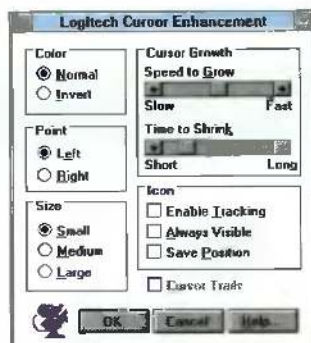 Logitech Cursor Enhancement
Color
Normal
Invert
Point
Left
Right
Size
Small
Medium
Large
Cursor Growth
Speed to Grow
Slow Fast
Time to Shrink
Short Long
Icon
Enable Tracking
Always Visible
Save Position
Cursor Trails
OK Cancel Help...